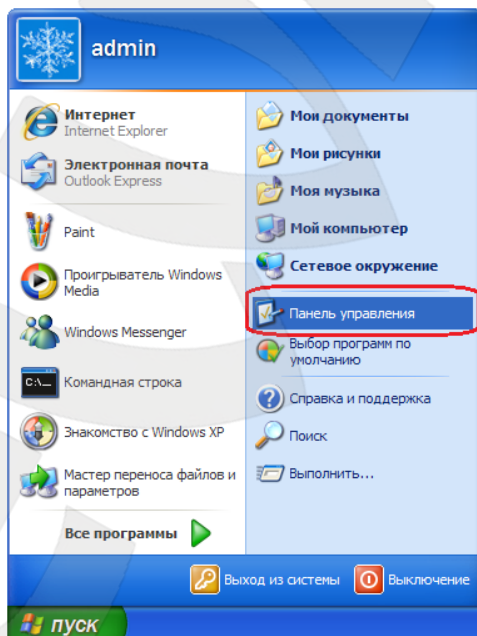 admin
Интернет
Internet Explorer
Электронная почта
Outlook Express
Paint
Проигрыватель Windows
Media
Windows Messenger
C:\_
Командная строка
Знакомство с Windows XP
Мастер переноса файлов и
параметров
Все программы
Мои документы
Мои рисунки
Моя музыка
Мой компьютер
Сетевое окружение
Панель управления
Выбор программ по
умолчанию
Справка и поддержка
Поиск
Выполнить...
Выход из системы
Выключение
пуск